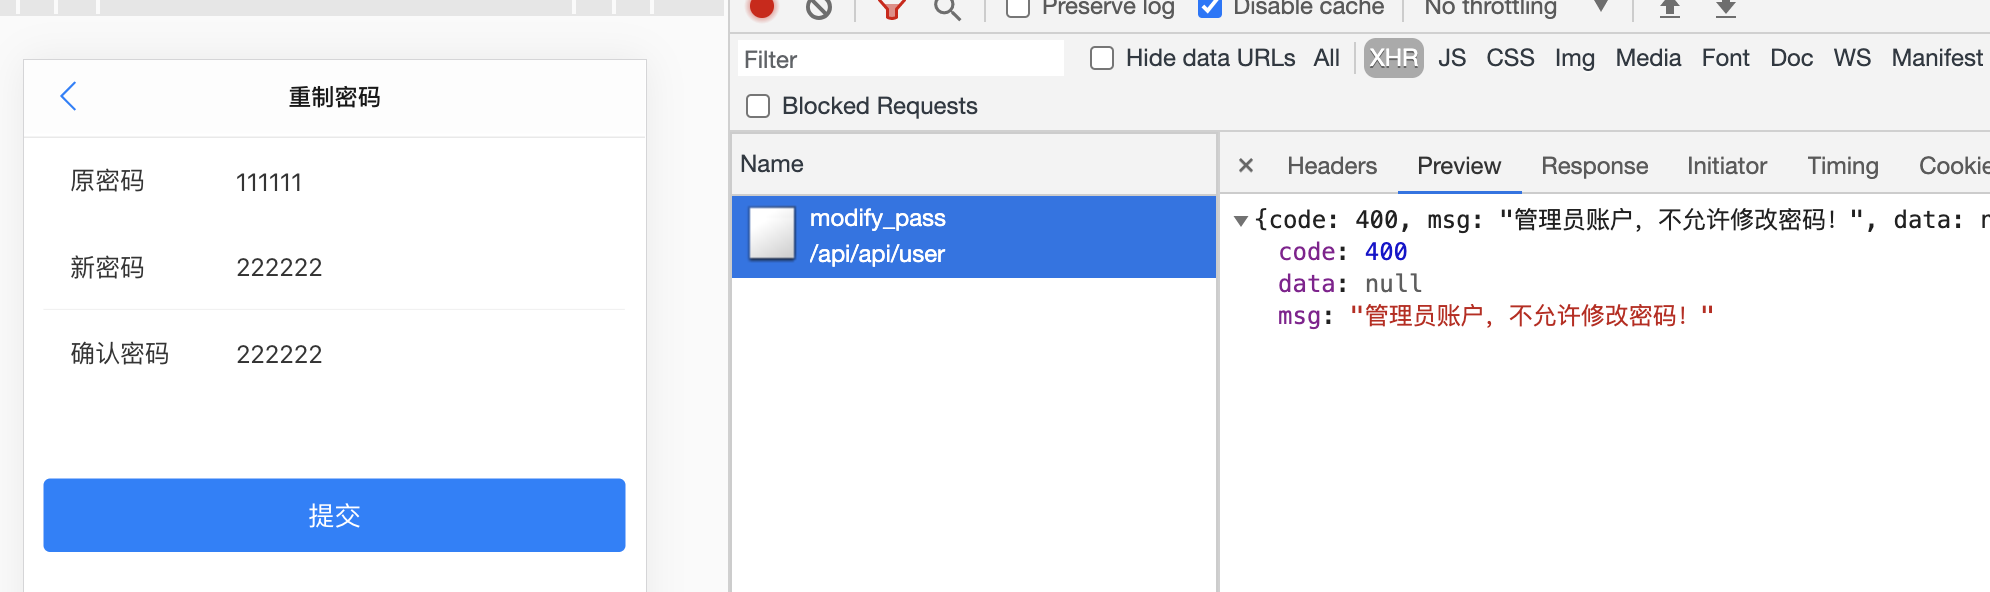 重制密码
原密码 111111
新密码 222222
确认密码 222222
提交
Preserve log Disable cache No throttling
Filter Hide data URLs All XHR JS CSS Img Media Font Doc WS Manifest
Blocked Requests
Name
modify_pass
/api/api/user
× Headers Preview Response Initiator Timing Cookie
{code: 400, msg: "管理员账户，不允许修改密码！", data: n
code: 400
data: null
msg: "管理员账户，不允许修改密码！"